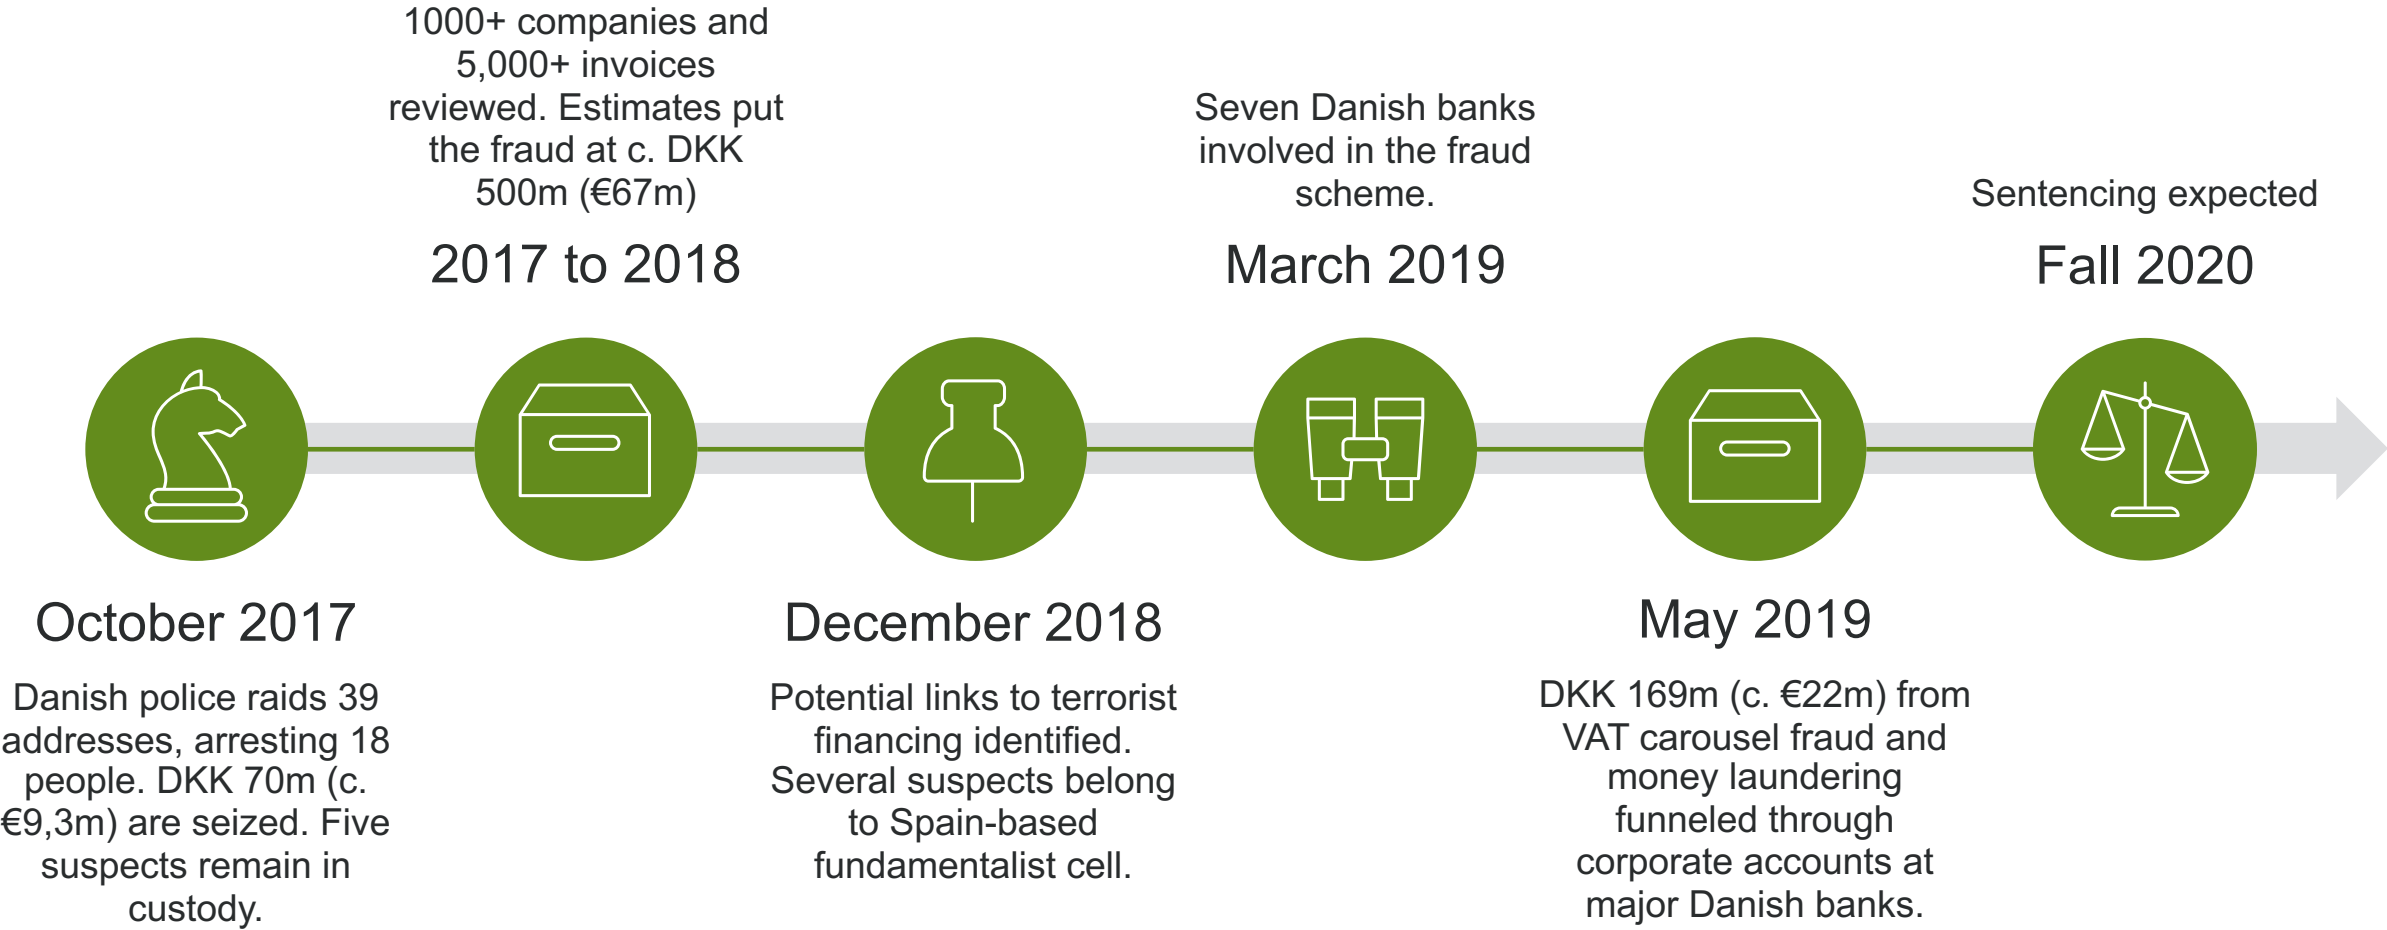 1000+ companies and
5,000+ invoices
reviewed. Estimates put
the fraud at c. DKK
500m (€67m)
2017 to 2018
Seven Danish banks
involved in the fraud
scheme.
March 2019
Sentencing expected
Fall 2020
October 2017
Danish police raids 39
addresses, arresting 18
people. DKK 70m (c.
€9,3m) are seized. Five
suspects remain in
custody.
December 2018
Potential links to terrorist
financing identified.
Several suspects belong
to Spain-based
fundamentalist cell.
May 2019
DKK 169m (c. €22m) from
VAT carousel fraud and
money laundering
funneled through
corporate accounts at
major Danish banks.